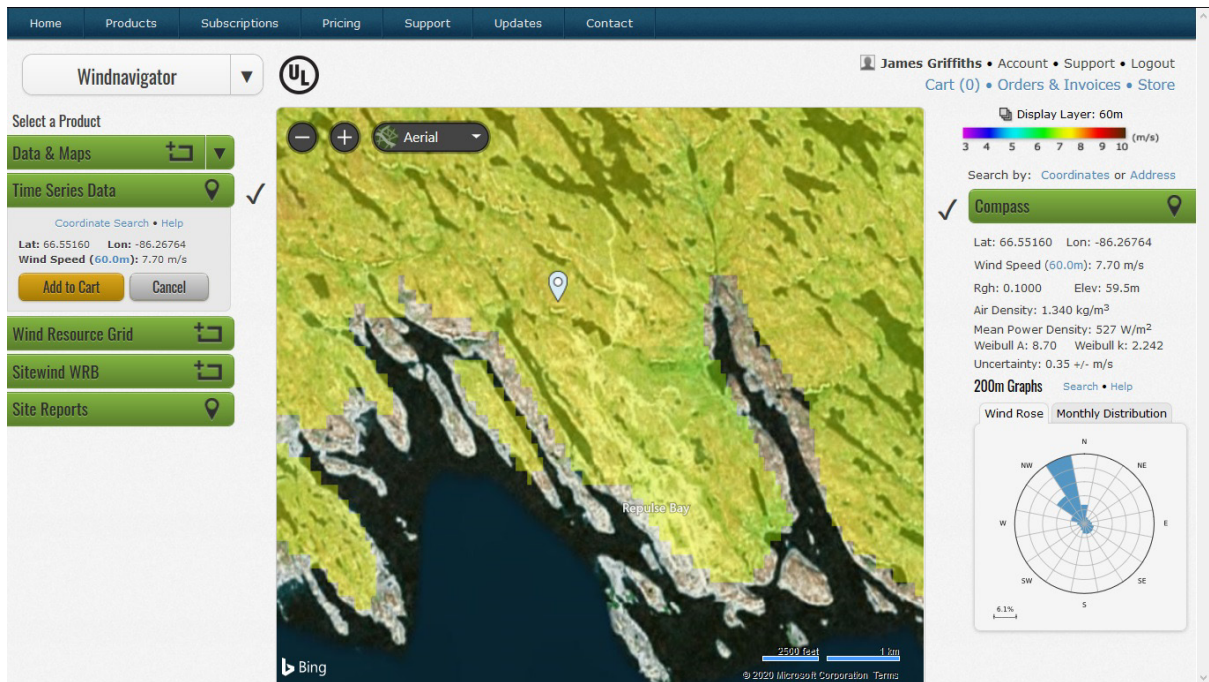 Home Products Subscriptions Pricing Support Updates Contact
Windnavigator
UL
James Griffiths • Account • Support • Logout
Cart (0) • Orders & Invoices • Store
Select a Product
Data & Maps
Time Series Data
Coordinate Search • Help
Lat: 66.55160 Lon: -86.26764
Wind Speed (60.0m): 7.70 m/s
Add to Cart Cancel
Wind Resource Grid
Sitewind WRB
Site Reports
Aerial
Repulse Bay
Bing
2500 feet 1 km
© 2020 Microsoft Corporation Terms
Display Layer: 60m
3 4 5 6 7 8 9 10 (m/s)
Search by: Coordinates or Address
Compass
Lat: 66.55160 Lon: -86.26764
Wind Speed (60.0m): 7.70 m/s
Rgh: 0.1000 Elev: 59.5m
Air Density: 1.340 kg/m³
Mean Power Density: 527 W/m²
Weibull A: 8.70 Weibull k: 2.242
Uncertainty: 0.35 +/- m/s
200m Graphs Search • Help
Wind Rose Monthly Distribution
N
NW NE
W E
SW SE
S
6.1%